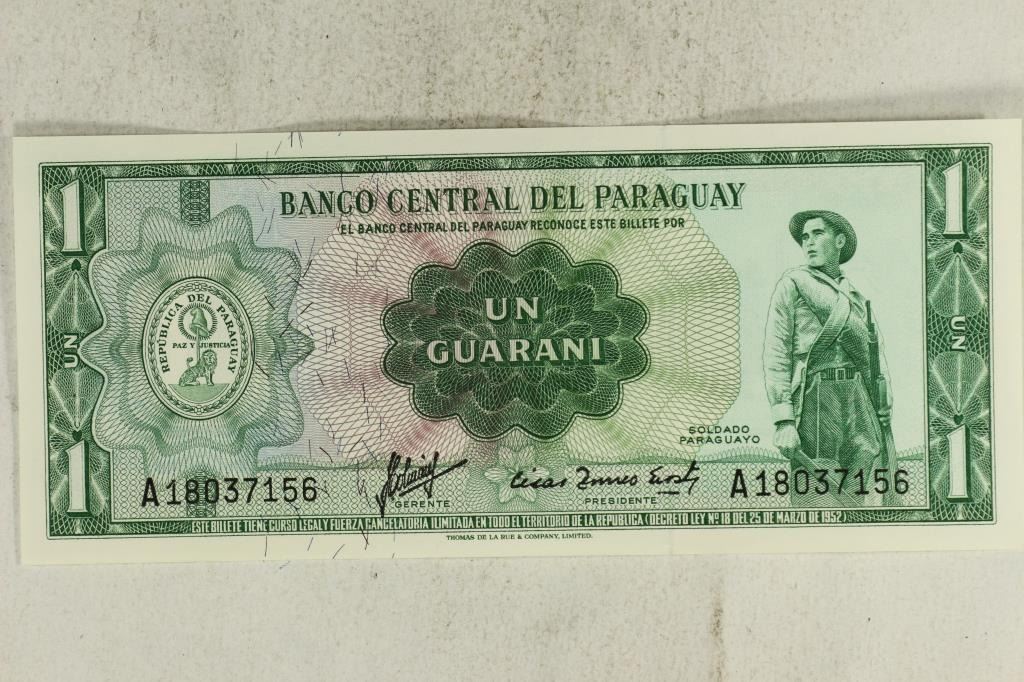 1
1
BANCO CENTRAL DEL PARAGUAY
EL BANCO CENTRAL DEL PARAGUAY RECONOCE ESTE BILLETE POR
REPÚBLICA DEL PARAGUAY
PAZ Y JUSTICIA
UN
UN
GUARANI
UN
SOLDADO
PARAGUAYO
1
1
A18037156
GERENTE
PRESIDENTE
A18037156
ESTE BILLETE TIENE CURSO LEGAL Y FUERZA CANCELATORIA ILIMITADA EN TODO EL TERRITORIO DE LA REPUBLICA (DECRETO LEY Nº 18 DEL 25 DE MARZO DE 1952)
THOMAS DE LA RUE & COMPANY, LIMITED.